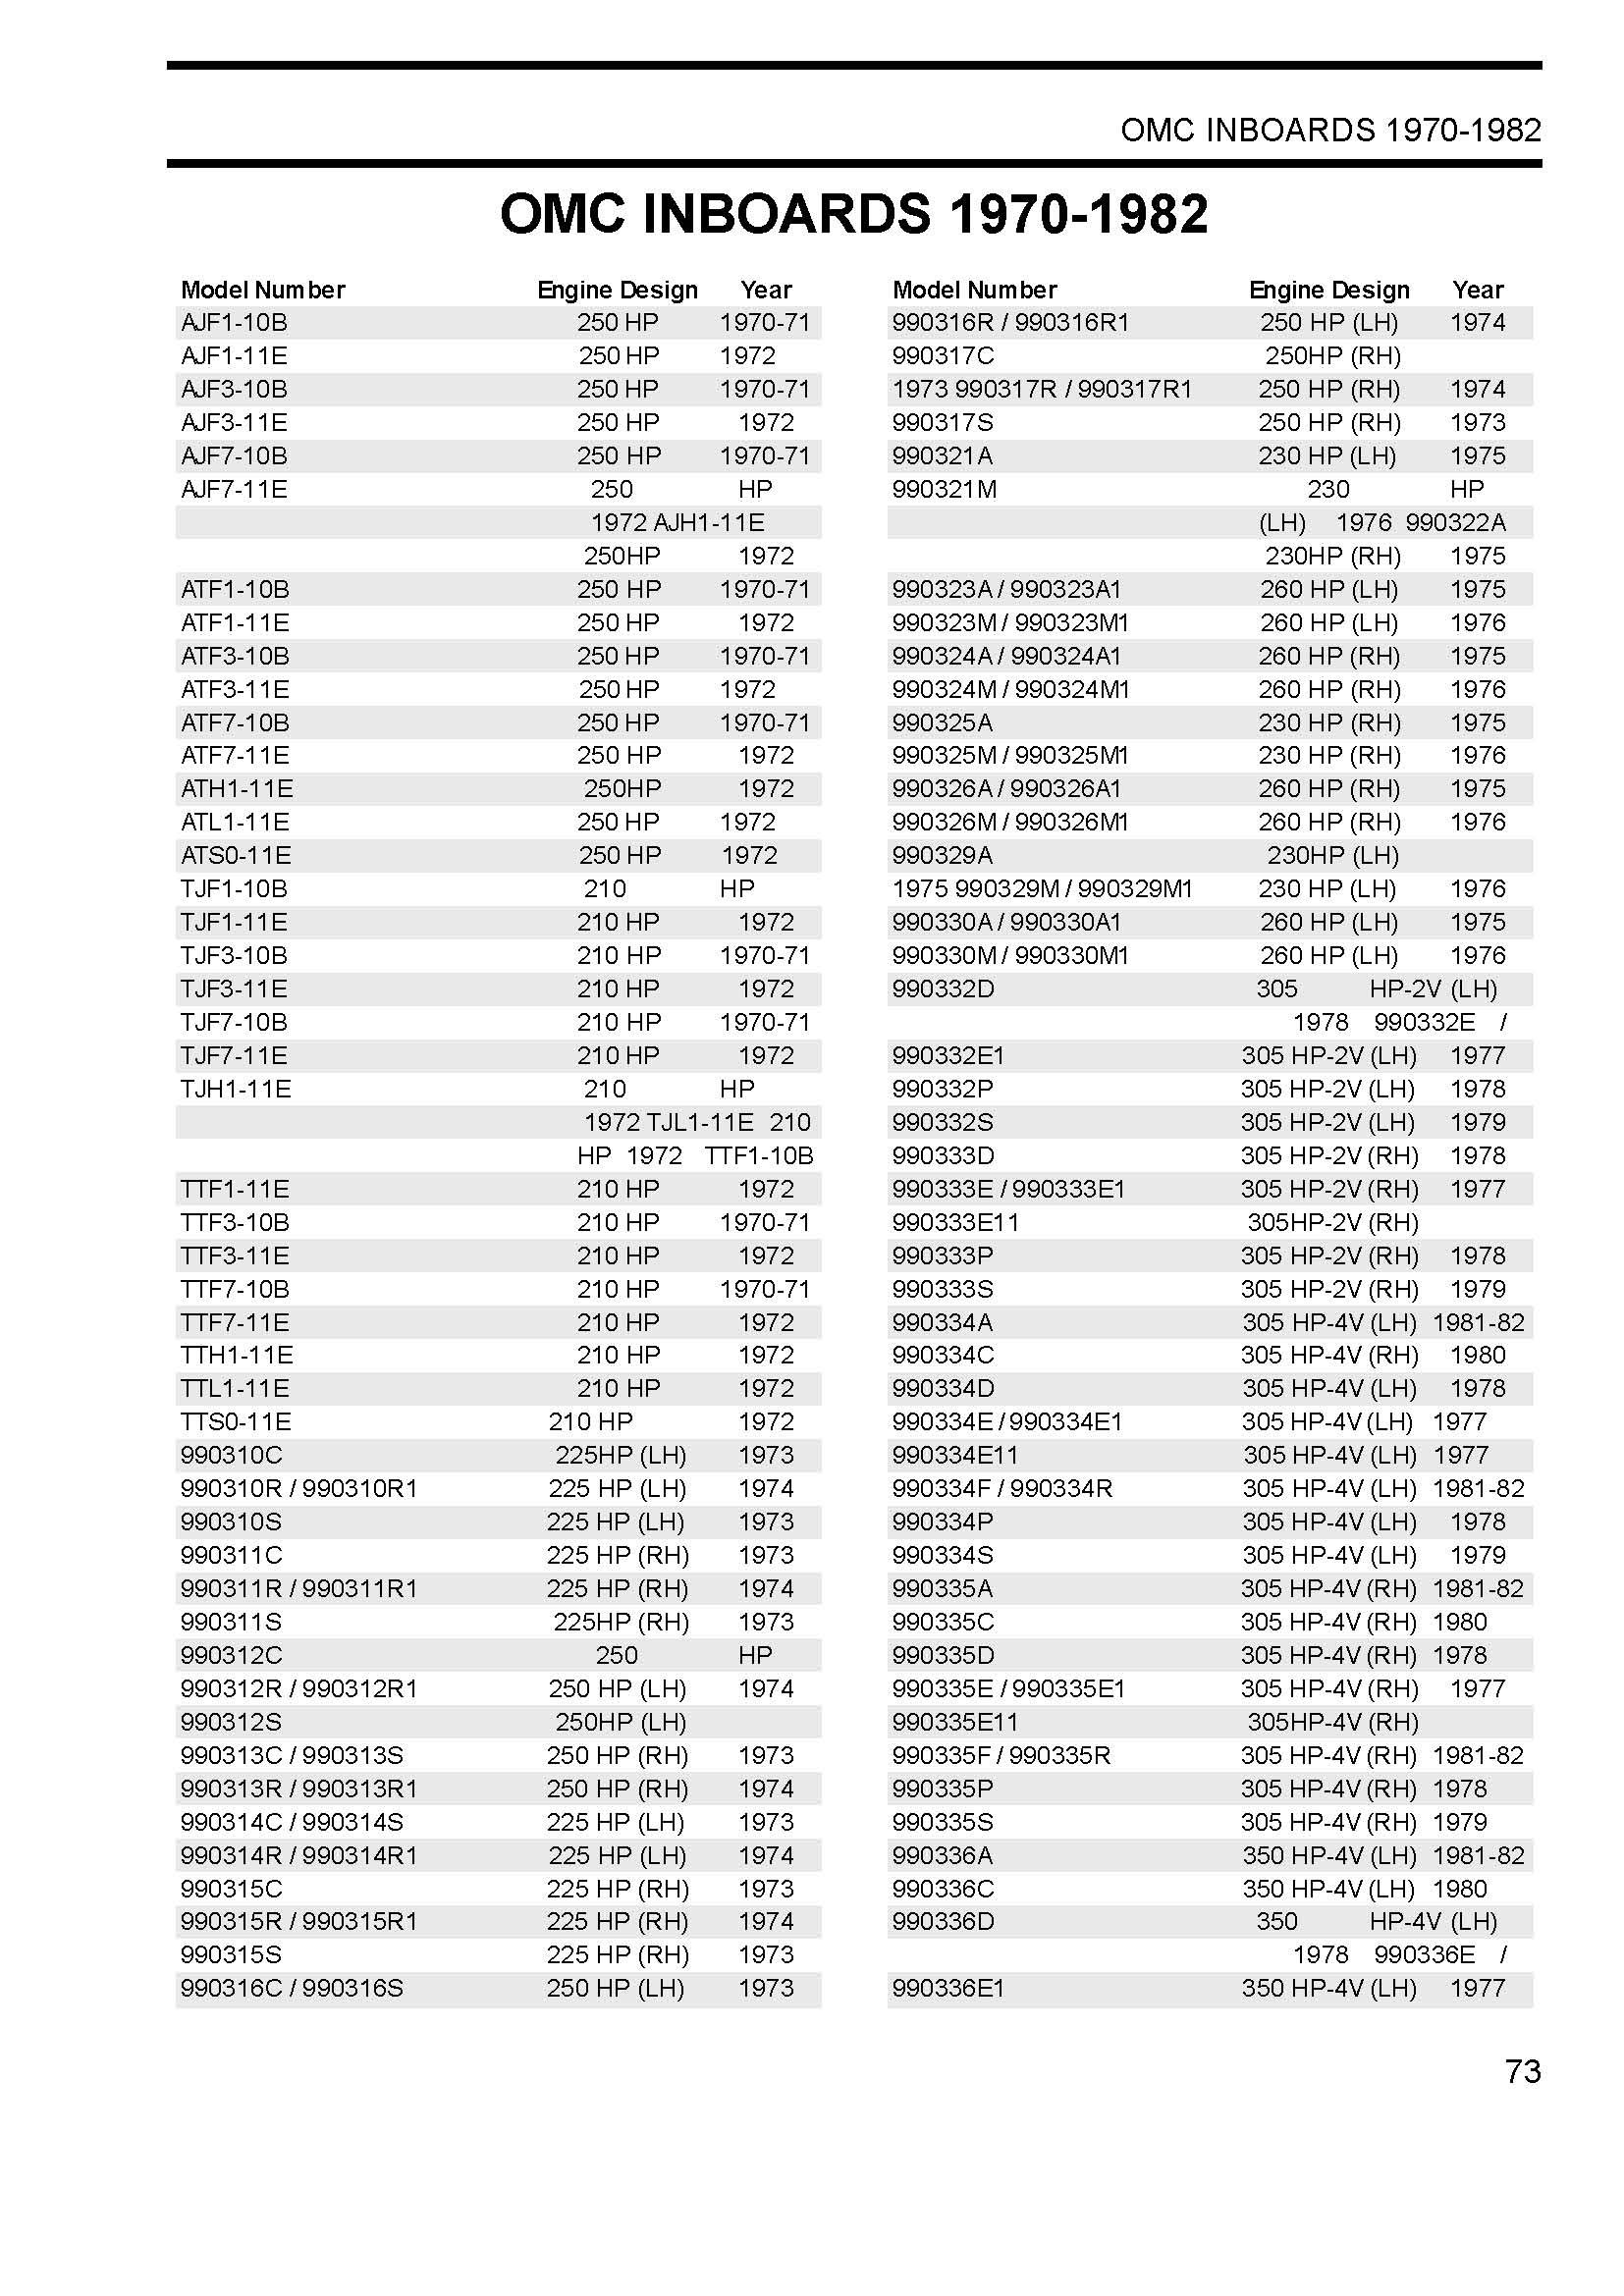 OMC INBOARDS 1970-1982
OMC INBOARDS 1970-1982
Model Number Engine Design Year
AJF1-10B 250 HP 1970-71
AJF1-11E 250 HP 1972
AJF3-10B 250 HP 1970-71
AJF3-11E 250 HP 1972
AJF7-10B 250 HP 1970-71
AJF7-11E 250 HP
1972 AJH1-11E
250HP 1972
ATF1-10B 250 HP 1970-71
ATF1-11E 250 HP 1972
ATF3-10B 250 HP 1970-71
ATF3-11E 250 HP 1972
ATF7-10B 250 HP 1970-71
ATF7-11E 250 HP 1972
ATH1-11E 250HP 1972
ATL1-11E 250 HP 1972
ATS0-11E 250 HP 1972
TJF1-10B 210 HP
TJF1-11E 210 HP 1972
TJF3-10B 210 HP 1970-71
TJF3-11E 210 HP 1972
TJF7-10B 210 HP 1970-71
TJF7-11E 210 HP 1972
TJH1-11E 210 HP
1972 TJL1-11E 210
HP 1972 TTF1-10B
TTF1-11E 210 HP 1972
TTF3-10B 210 HP 1970-71
TTF3-11E 210 HP 1972
TTF7-10B 210 HP 1970-71
TTF7-11E 210 HP 1972
TTH1-11E 210 HP 1972
TTL1-11E 210 HP 1972
TTS0-11E 210 HP 1972
990310C 225HP (LH) 1973
990310R / 990310R1 225 HP (LH) 1974
990310S 225 HP (LH) 1973
990311C 225 HP (RH) 1973
990311R / 990311R1 225 HP (RH) 1974
990311S 225HP (RH) 1973
990312C 250 HP
990312R / 990312R1 250 HP (LH) 1974
990312S 250HP (LH)
990313C / 990313S 250 HP (RH) 1973
990313R / 990313R1 250 HP (RH) 1974
990314C / 990314S 225 HP (LH) 1973
990314R / 990314R1 225 HP (LH) 1974
990315C 225 HP (RH) 1973
990315R / 990315R1 225 HP (RH) 1974
990315S 225 HP (RH) 1973
990316C / 990316S 250 HP (LH) 1973
Model Number Engine Design Year
990316R / 990316R1 250 HP (LH) 1974
990317C 250HP (RH)
1973 990317R / 990317R1 250 HP (RH) 1974
990317S 250 HP (RH) 1973
990321A 230 HP (LH) 1975
990321M 230 HP
(LH) 1976 990322A
230HP (RH) 1975
990323A / 990323A1 260 HP (LH) 1975
990323M / 990323M1 260 HP (LH) 1976
990324A / 990324A1 260 HP (RH) 1975
990324M / 990324M1 260 HP (RH) 1976
990325A 230 HP (RH) 1975
990325M / 990325M1 230 HP (RH) 1976
990326A / 990326A1 260 HP (RH) 1975
990326M / 990326M1 260 HP (RH) 1976
990329A 230HP (LH)
1975 990329M / 990329M1 230 HP (LH) 1976
990330A / 990330A1 260 HP (LH) 1975
990330M / 990330M1 260 HP (LH) 1976
990332D 305 HP-2V (LH)
1978 990332E /
990332E1 305 HP-2V (LH) 1977
990332P 305 HP-2V (LH) 1978
990332S 305 HP-2V (LH) 1979
990333D 305 HP-2V (RH) 1978
990333E / 990333E1 305 HP-2V (RH) 1977
990333E11 305HP-2V (RH)
990333P 305 HP-2V (RH) 1978
990333S 305 HP-2V (RH) 1979
990334A 305 HP-4V (LH) 1981-82
990334C 305 HP-4V (RH) 1980
990334D 305 HP-4V (LH) 1978
990334E / 990334E1 305 HP-4V (LH) 1977
990334E11 305 HP-4V (LH) 1977
990334F / 990334R 305 HP-4V (LH) 1981-82
990334P 305 HP-4V (LH) 1978
990334S 305 HP-4V (LH) 1979
990335A 305 HP-4V (RH) 1981-82
990335C 305 HP-4V (RH) 1980
990335D 305 HP-4V (RH) 1978
990335E / 990335E1 305 HP-4V (RH) 1977
990335E11 305HP-4V (RH)
990335F / 990335R 305 HP-4V (RH) 1981-82
990335P 305 HP-4V (RH) 1978
990335S 305 HP-4V (RH) 1979
990336A 350 HP-4V (LH) 1981-82
990336C 350 HP-4V (LH) 1980
990336D 350 HP-4V (LH)
1978 990336E /
990336E1 350 HP-4V (LH) 1977
73